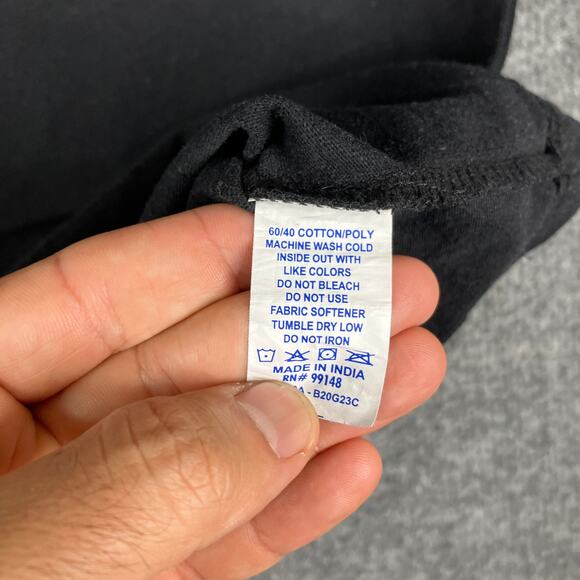 60/40 COTTON/POLY
MACHINE WASH COLD
INSIDE OUT WITH
LIKE COLORS
DO NOT BLEACH
DO NOT USE
FABRIC SOFTENER
TUMBLE DRY LOW
DO NOT IRON
MADE IN INDIA
RN# 99148
- B20G23C